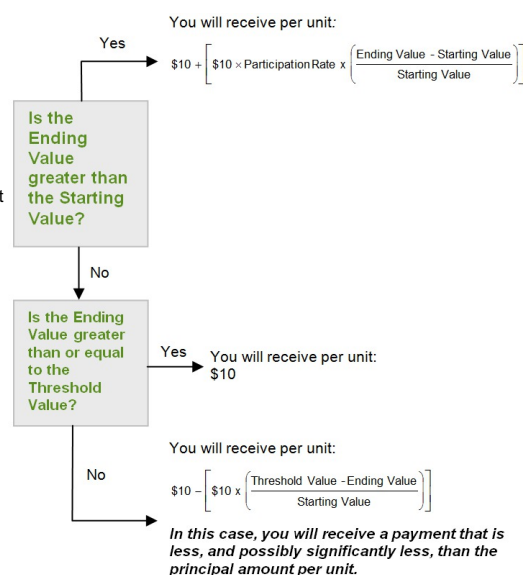 You will receive per unit:
Yes
$10 + [$10 × Participation Rate x (Ending Value - Starting Value / Starting Value)]
Is the
Ending
Value
greater than
the Starting
Value?
t
No
Is the Ending
Value greater
than or equal
to the
Threshold
Value?
Yes
You will receive per unit:
$10
You will receive per unit:
No
$10 − [$10 x (Threshold Value - Ending Value / Starting Value)]
In this case, you will receive a payment that is
less, and possibly significantly less, than the
principal amount per unit.